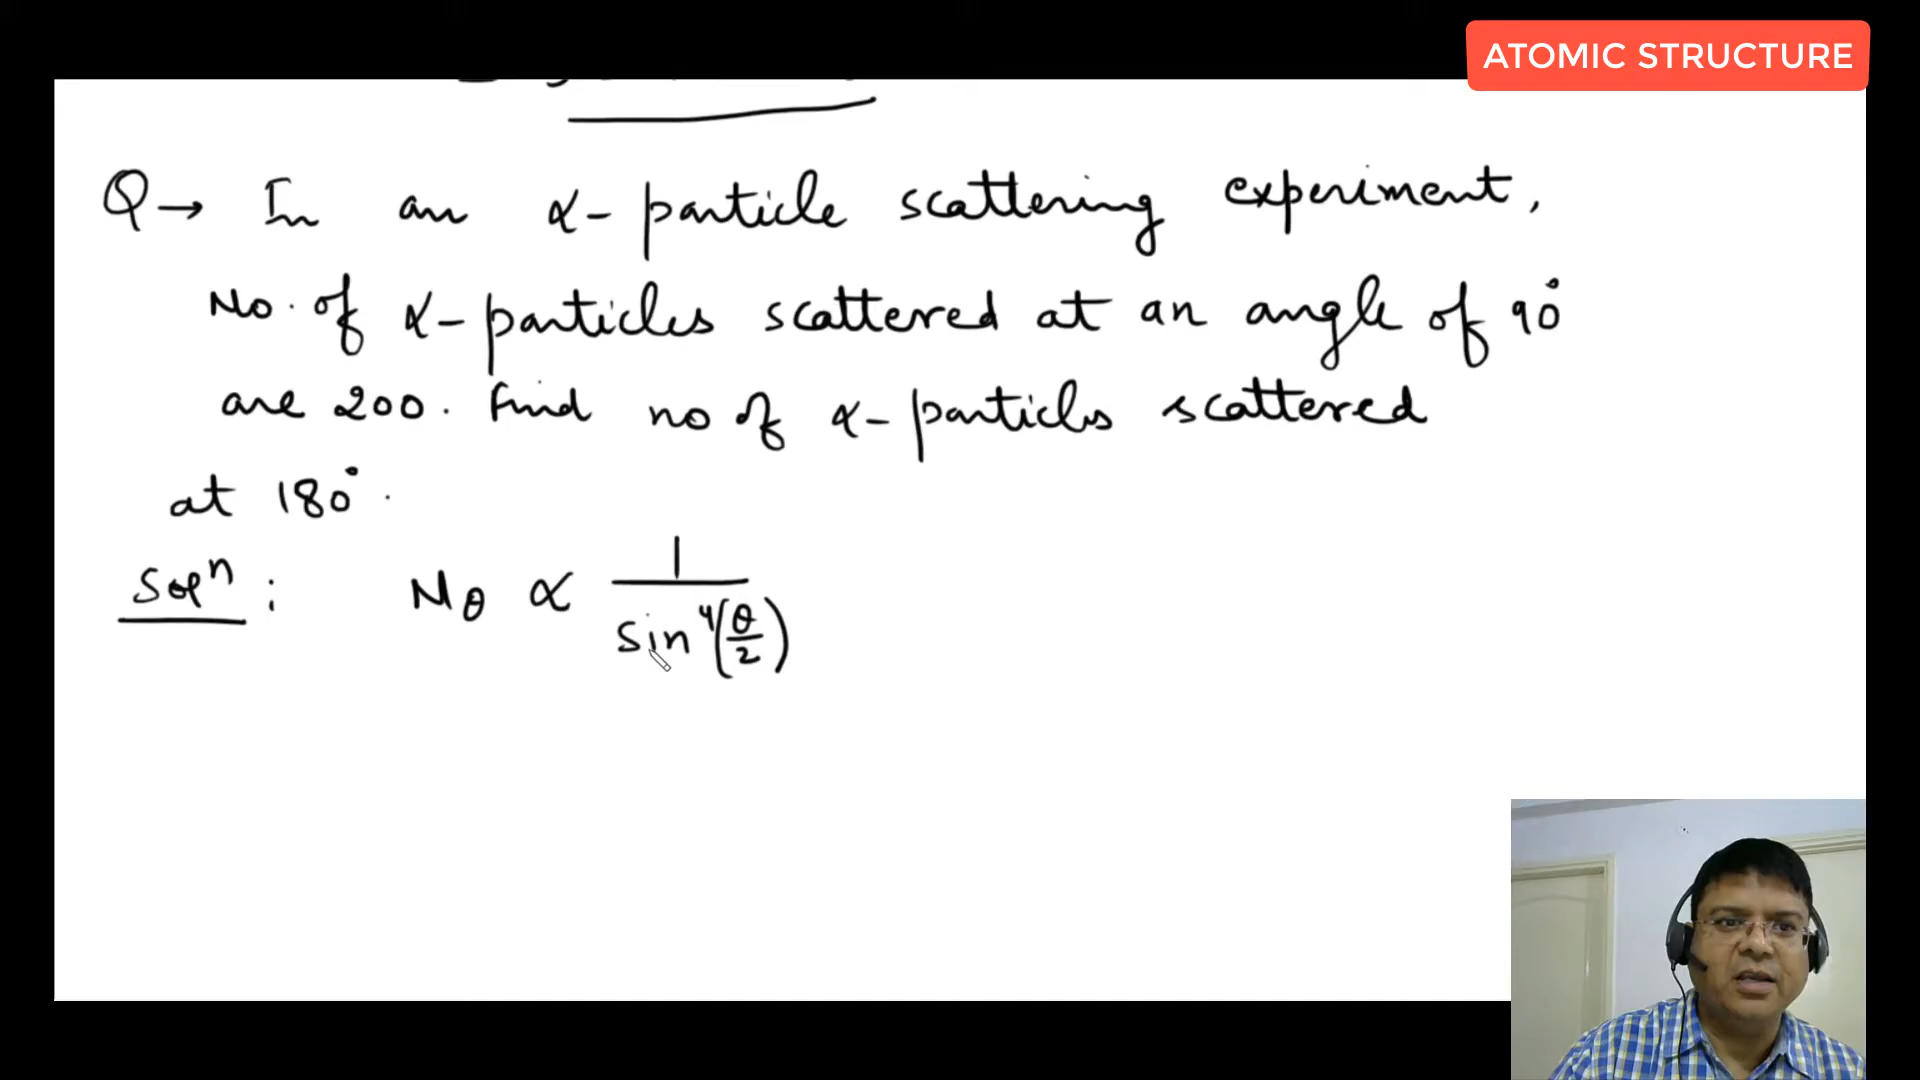 ATOMIC STRUCTURE
Q → In an α-particle scattering experiment,
No. of α-particles scattered at an angle of 90°
are 200. Find no of α-particles scattered
at 180°.
Solⁿ : N_θ ∝ 1 / sin⁴(θ/2)